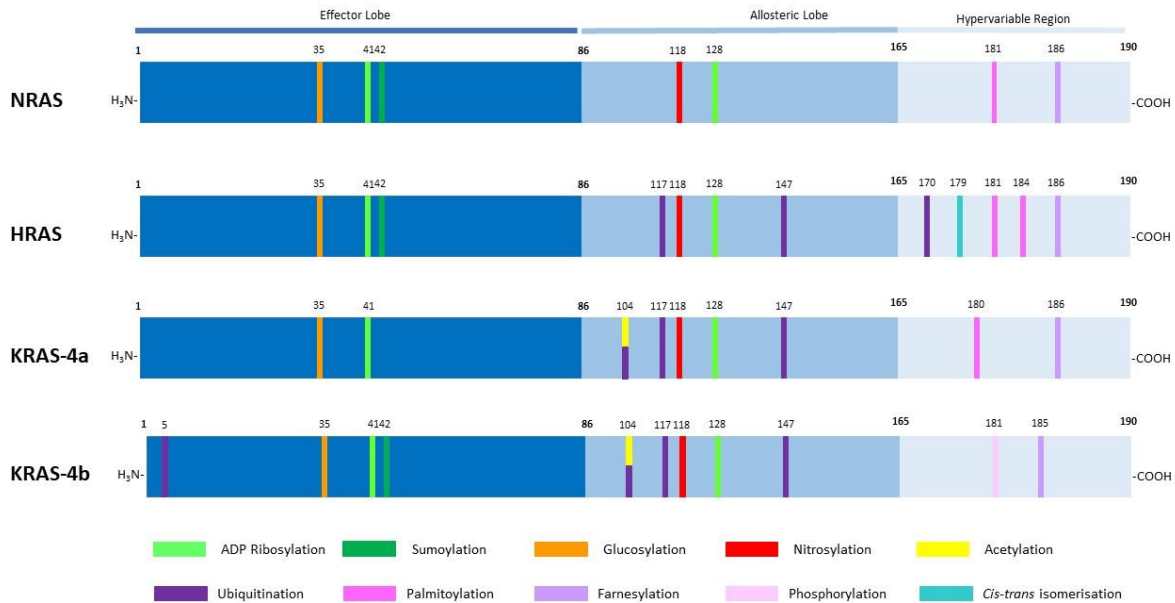 Effector Lobe Allosteric Lobe Hypervariable Region
1 35 4142 86 118 128 165 181 186 190
NRAS H₃N- -COOH
1 35 4142 86 117 118 128 147 165 170 179 181 184 186 190
HRAS H₃N- -COOH
1 35 41 86 104 117 118 128 147 165 180 186 190
KRAS-4a H₃N- -COOH
1 5 35 4142 86 104 117 118 128 147 165 181 185 190
KRAS-4b H₃N- -COOH
ADP Ribosylation Sumoylation Glucosylation Nitrosylation Acetylation
Ubiquitination Palmitoylation Farnesylation Phosphorylation Cis-trans isomerisation